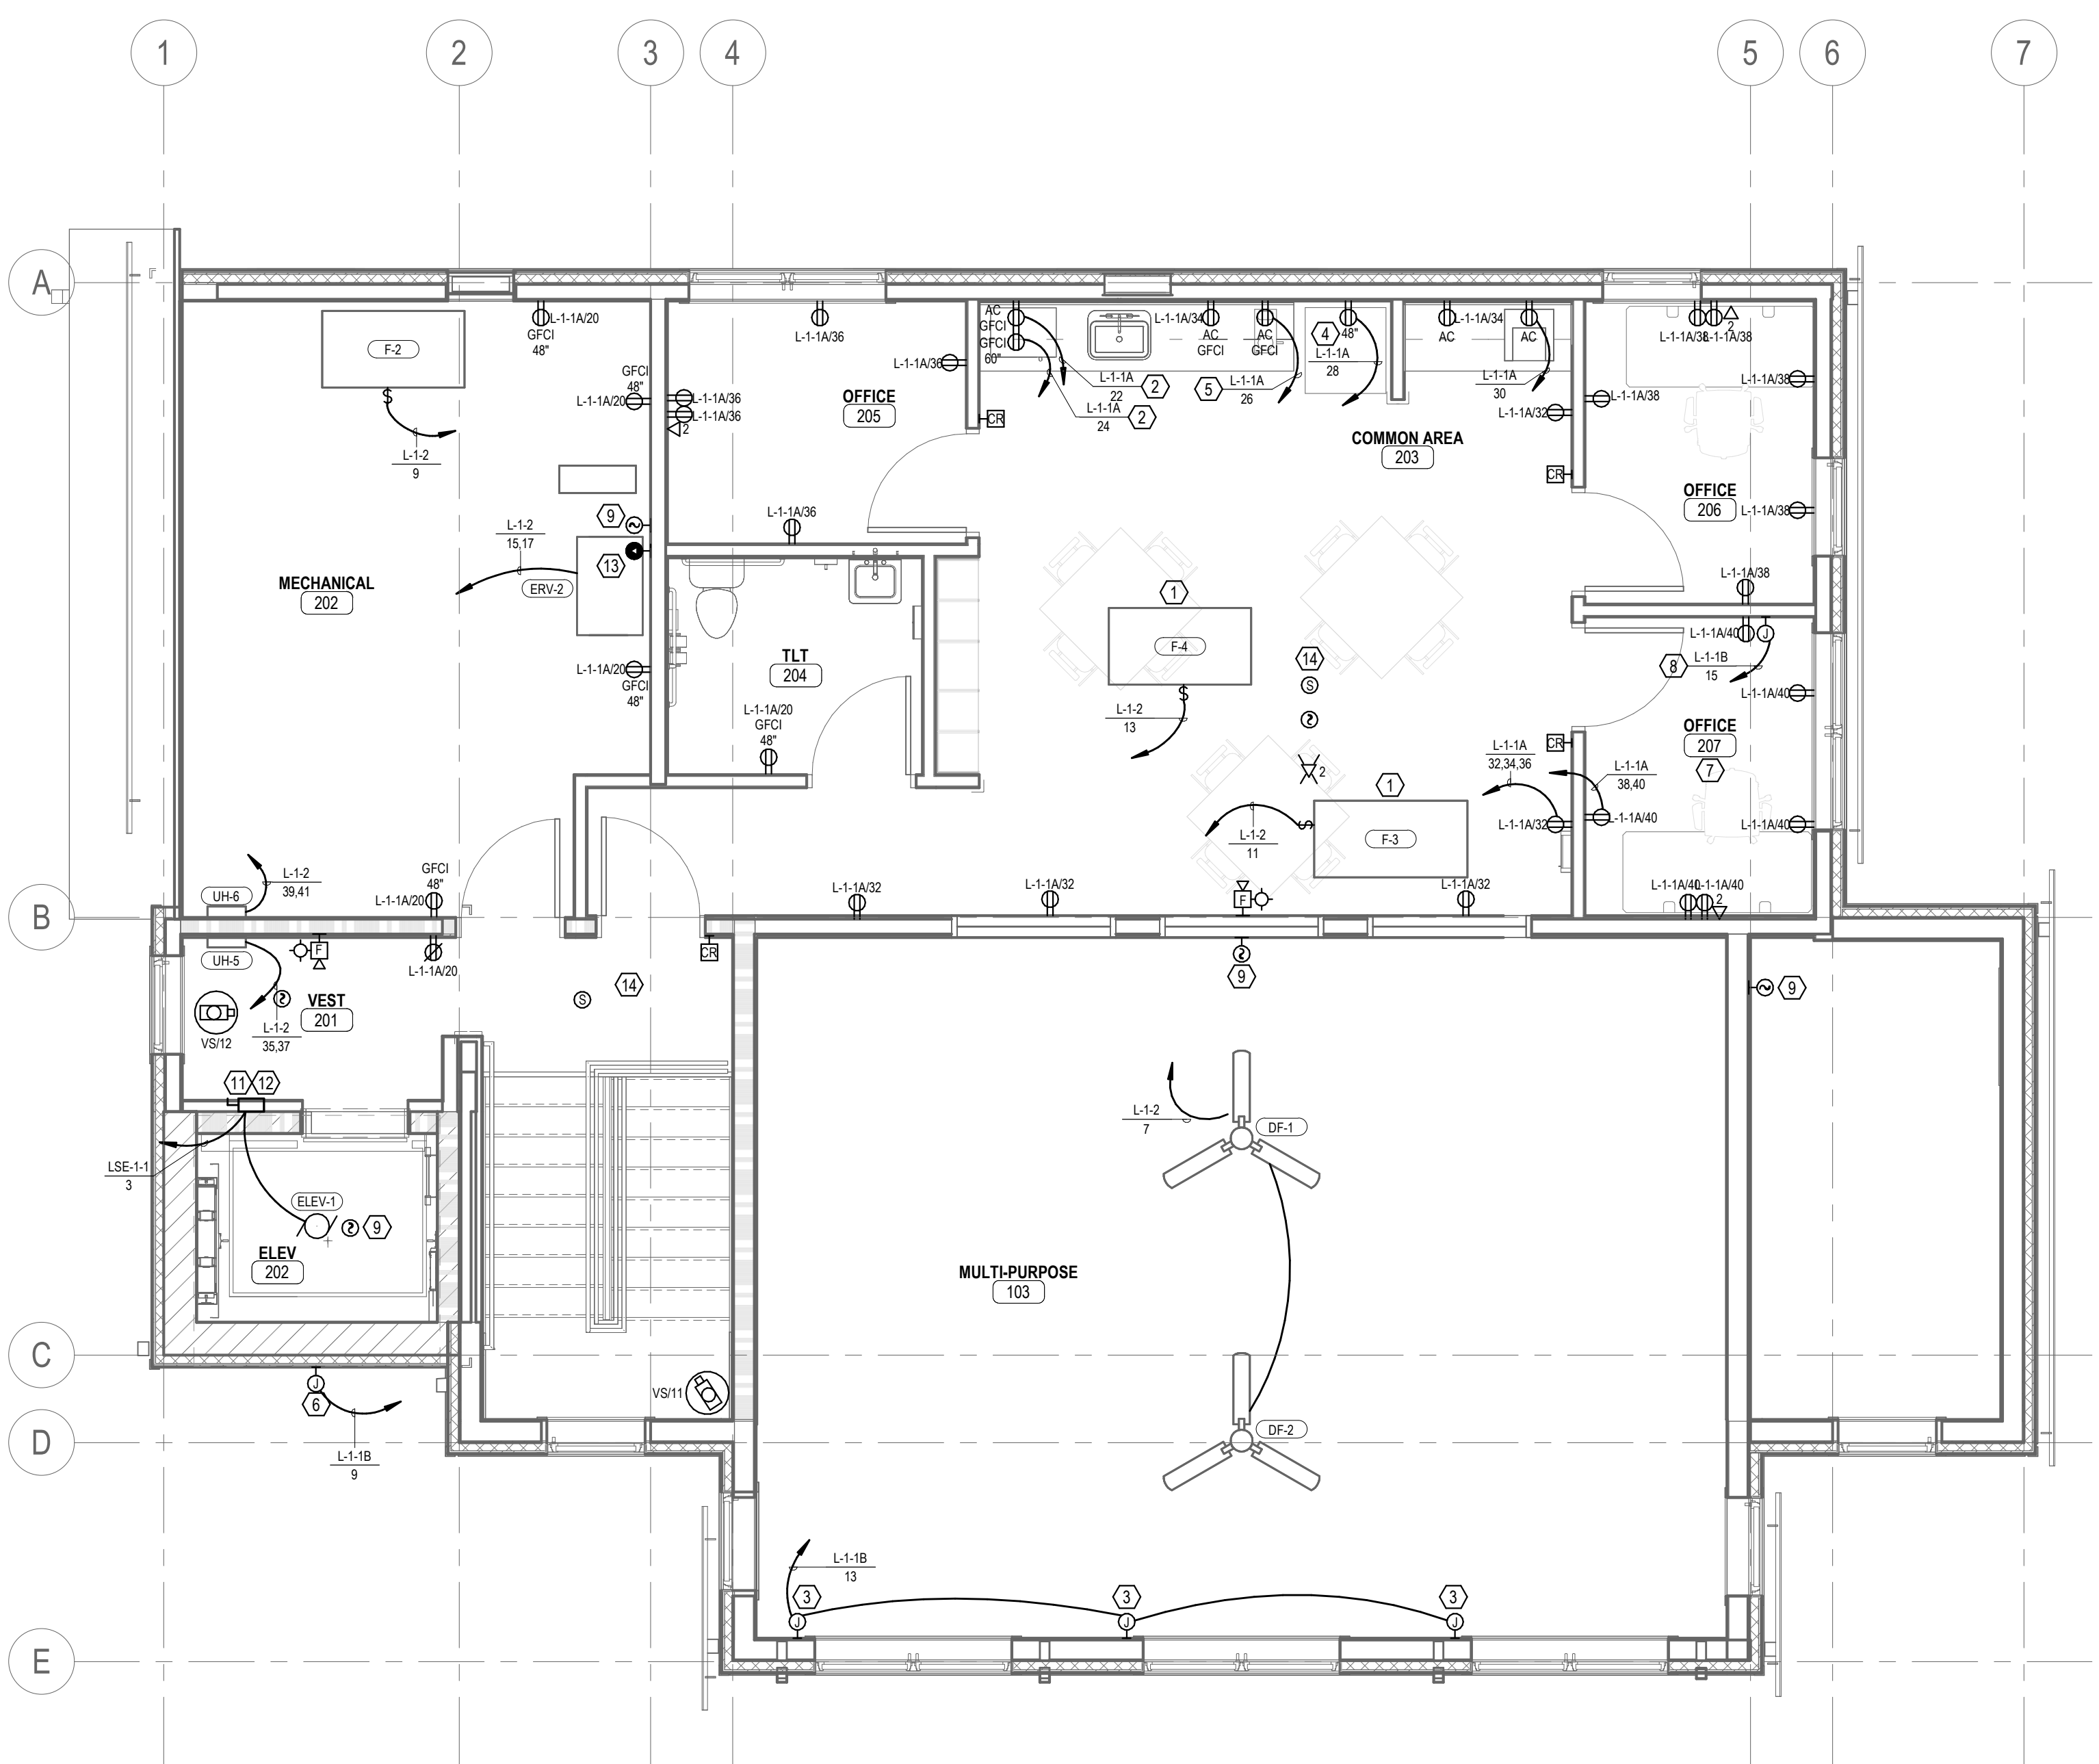 1 2 3 4 5 6 7
A
F-2
L-1-1A/20
GFCI
48"
L-1-2
9
GFCI
48"
L-1-1A/20
L-1-1A/36
L-1-1A/36
2
L-1-1A/36
L-1-1A/36
OFFICE
205
L-1-1A/36
CR
AC
GFCI
GFCI
60"
L-1-1A
22
2
L-1-1A
24
2
L-1-1A/34
AC
GFCI
AC
GFCI
5
L-1-1A
26
4
48"
L-1-1A
28
L-1-1A/34
AC
AC
L-1-1A
30
L-1-1A/32
COMMON AREA
203
CR
L-1-1A/38
L-1-1A/38
2
L-1-1A/38
L-1-1A/38
OFFICE
206
L-1-1A/38
L-1-1A/38
9
13
L-1-2
15,17
ERV-2
MECHANICAL
202
L-1-1A/20
GFCI
48"
TLT
204
L-1-1A/20
GFCI
48"
1
F-4
L-1-2
13
14
S
2
1
F-3
L-1-2
11
L-1-1A
32,34,36
L-1-1A/32
L-1-1A/40
J
8
L-1-1B
15
L-1-1A/40
OFFICE
207
7
CR
L-1-1A
38,40
L-1-1A/40
L-1-1A/40
L-1-1A/40
L-1-1A/40
2
B
UH-6
L-1-2
39,41
GFCI
48"
L-1-1A/20
L-1-1A/32
L-1-1A/32
F
L-1-1A/32
UH-5
F
L-1-1A/20
CR
9
9
VS/12
L-1-2
35,37
VEST
201
S
14
11 12
LSE-1-1
3
ELEV-1
9
ELEV
202
L-1-2
7
DF-1
MULTI-PURPOSE
103
C
J
6
L-1-1B
9
VS/11
D
DF-2
L-1-1B
13
3
J
3
J
3
J
E